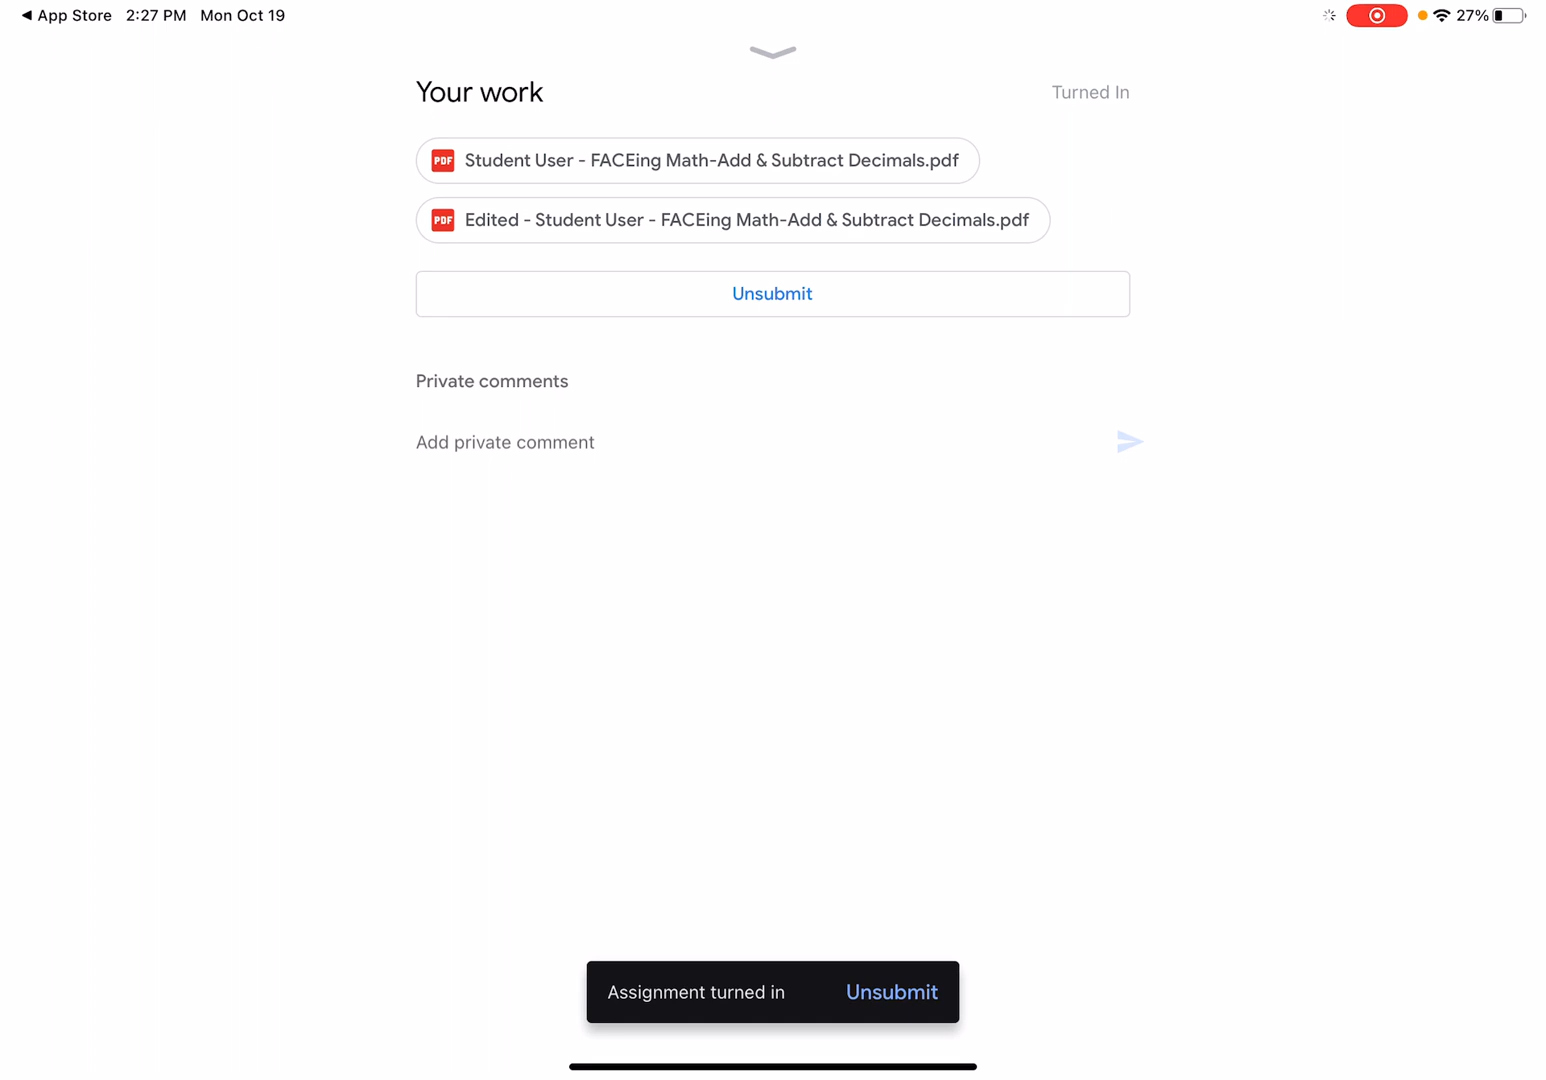 ◀ App Store 2:27 PM Mon Oct 19 27%
Your work Turned In
PDF Student User - FACEing Math-Add & Subtract Decimals.pdf
PDF Edited - Student User - FACEing Math-Add & Subtract Decimals.pdf
Unsubmit
Private comments
Add private comment
Assignment turned in Unsubmit